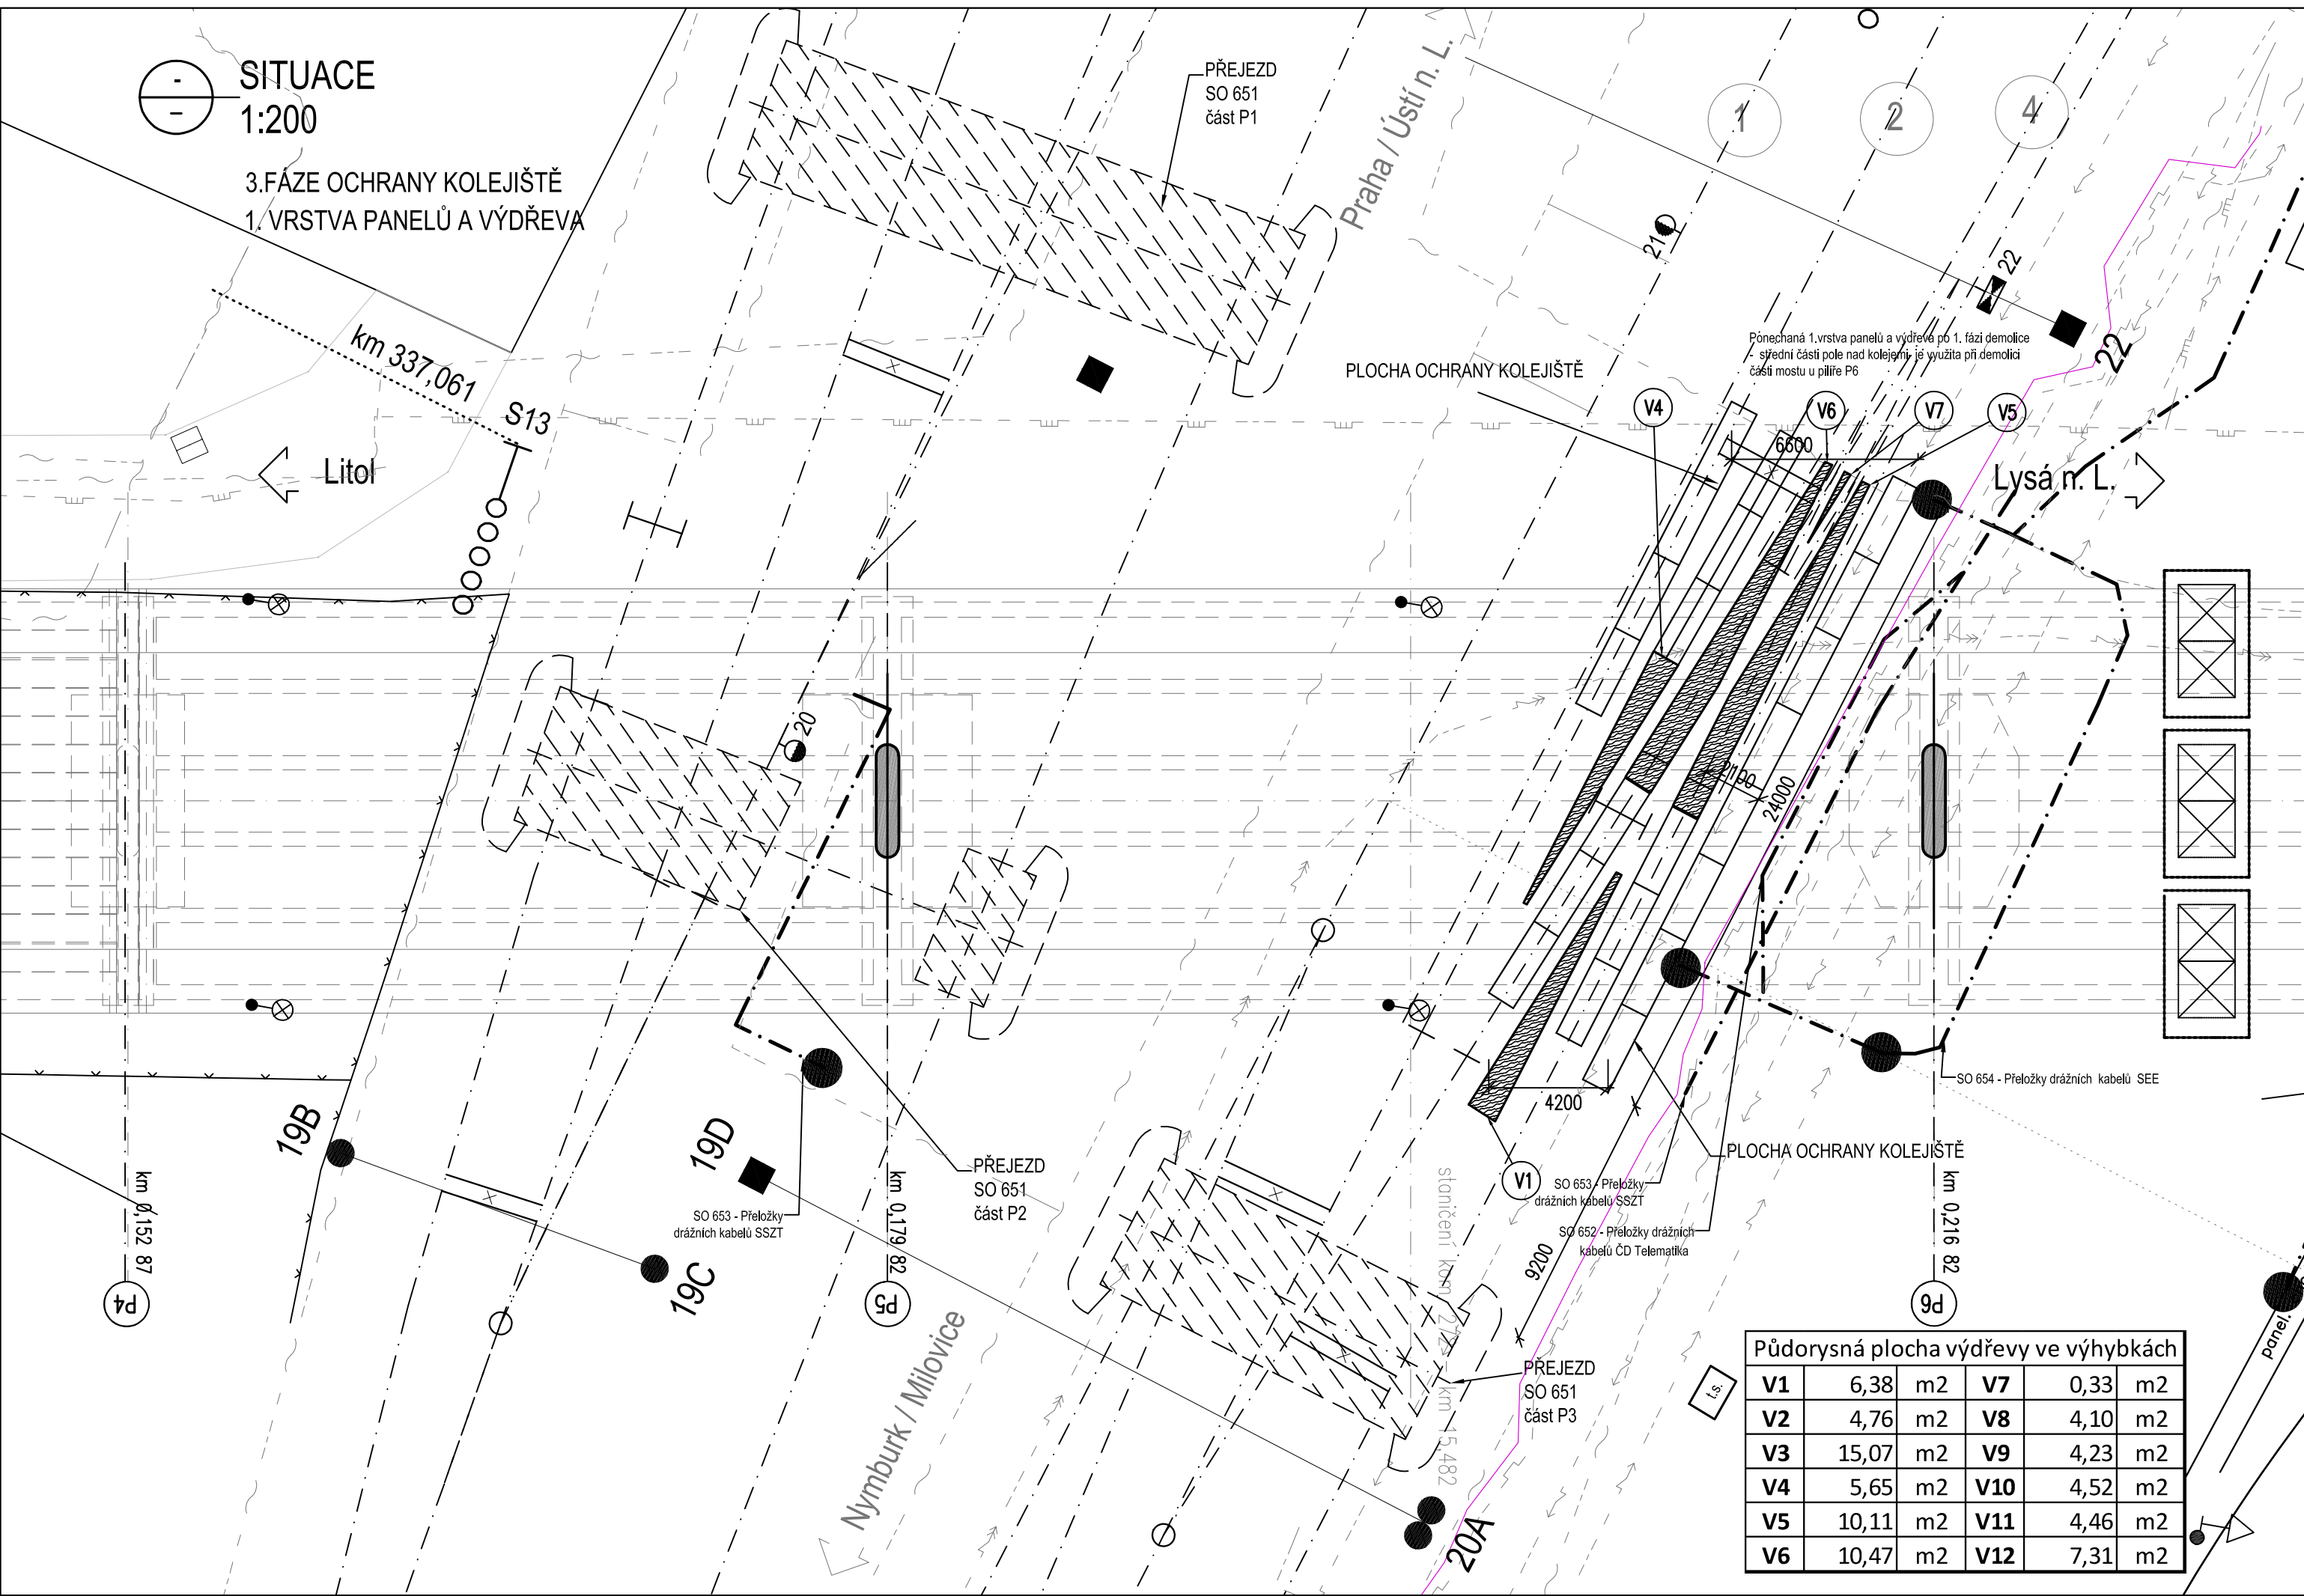 SITUACE
1:200
3.FÁZE OCHRANY KOLEJIŠTĚ
1. VRSTVA PANELŮ A VÝDŘEVA
PŘEJEZD
SO 651
část P1
Praha / Ústí n. L.
1
2
4
21
22
22
km 337,061
S13
Litol
Ponechaná 1.vrstva panelů a výdřeva po 1. fázi demolice
- střední části pole nad kolejemi- je využita při demolici
části mostu u pilíře P6
PLOCHA OCHRANY KOLEJIŠTĚ
V4
V6
V7
V5
6600
Lysá n. L.
20
2100
24000
SO 654 - Přeložky drážních kabelů SEE
4200
PLOCHA OCHRANY KOLEJIŠTĚ
V1
SO 653 - Přeložky
drážních kabelů SSZT
SO 652 - Přeložky drážních
kabelů ČD Telematika
9200
19B
19D
19C
PŘEJEZD
SO 651
část P2
SO 653 - Přeložky
drážních kabelů SSZT
km 0,152 87
P4
km 0,179 82
P5
km 0,216 82
P6
Nymburk / Milovice
PŘEJEZD
SO 651
část P3
20A
t.s.
panel.
Půdorysná plocha výdřevy ve výhybkách
V1 6,38 m2 V7 0,33 m2
V2 4,76 m2 V8 4,10 m2
V3 15,07 m2 V9 4,23 m2
V4 5,65 m2 V10 4,52 m2
V5 10,11 m2 V11 4,46 m2
V6 10,47 m2 V12 7,31 m2